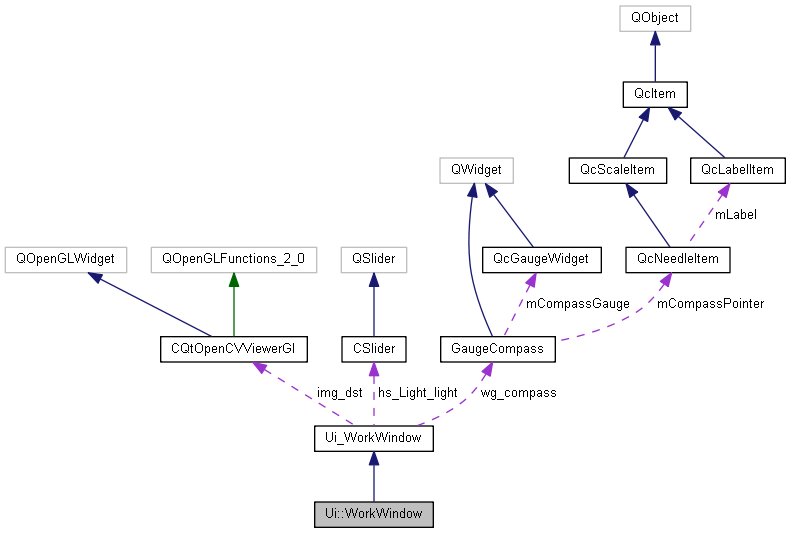 QObject
QcItem
QWidget
QcScaleItem
QcLabelItem
mLabel
QOpenGLWidget
QOpenGLFunctions_2_0
QSlider
QcGaugeWidget
QcNeedleItem
mCompassGauge
mCompassPointer
CQtOpenCVViewerGl
CSlider
GaugeCompass
img_dst
hs_Light_light
wg_compass
Ui_WorkWindow
Ui::WorkWindow